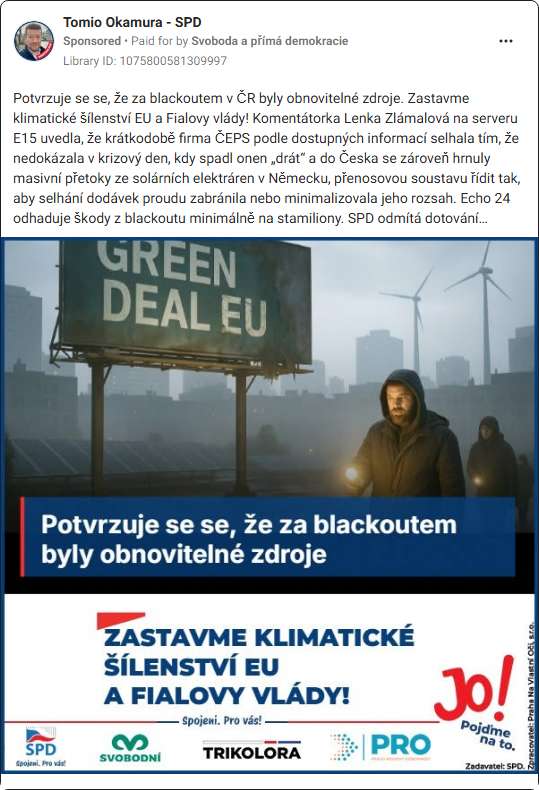 Tomio Okamura - SPD
Sponsored • Paid for by Svoboda a přímá demokracie
Library ID: 1075800581309997
Potvrzuje se se, že za blackoutem v ČR byly obnovitelné zdroje. Zastavme
klimatické šílenství EU a Fialovy vlády! Komentátorka Lenka Zlámalová na serveru
E15 uvedla, že krátkodobě firma ČEPS podle dostupných informací selhala tím, že
nedokázala v krizový den, kdy spadl onen „drát“ a do Česka se zároveň hrnuly
masivní přetoky ze solárních elektráren v Německu, přenosovou soustavu řídit tak,
aby selhání dodávek proudu zabránila nebo minimalizovala jeho rozsah. Echo 24
odhaduje škody z blackoutu minimálně na stamiliony. SPD odmítá dotování...
GREEN
DEAL EU
Potvrzuje se se, že za blackoutem
byly obnovitelné zdroje
ZASTAVME KLIMATICKÉ
ŠÍLENSTVÍ EU
A FIALOVY VLÁDY!
Spojeni. Pro vás!
Jo!
Pojďme
na to.
SPD
Spojeni. Pro vás!
SVOBODNÍ
TRIKOLORA
PRO
Zadavatel: SPD.
Zpracovatel: Praha Na Vlastní Oči, s.r.o.